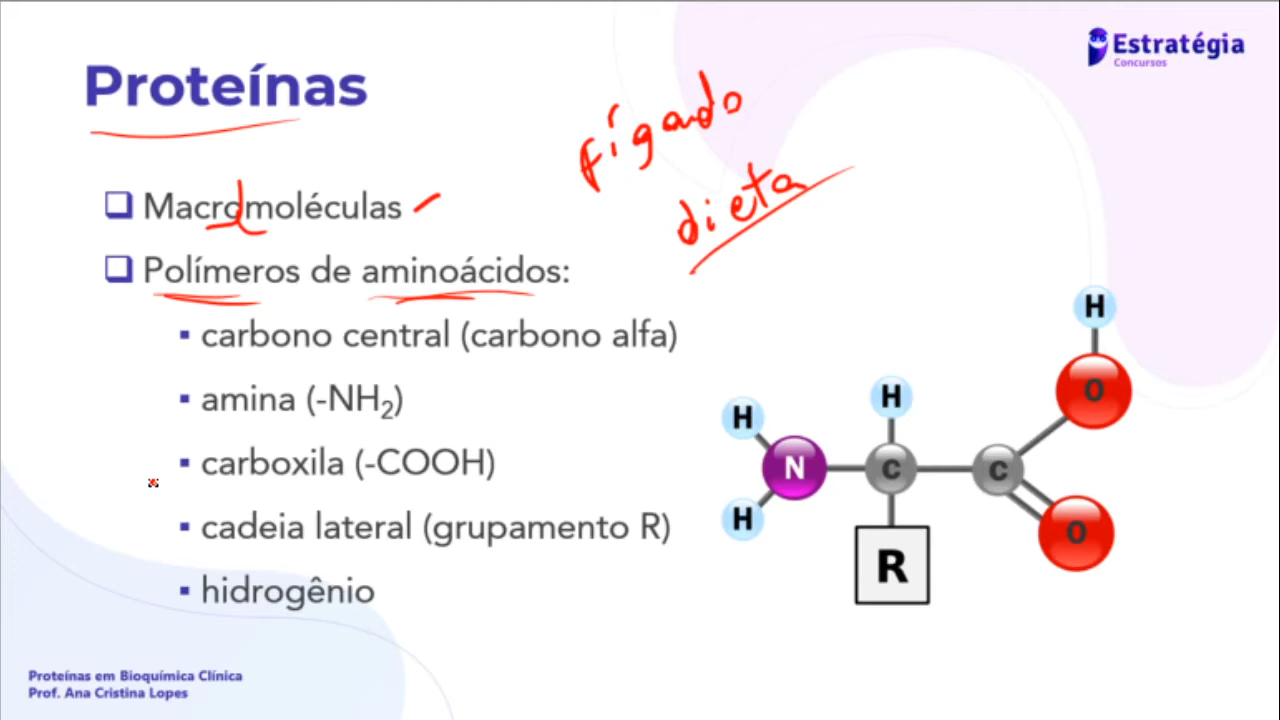 Estratégia
Concursos
Proteínas
fígado
dieta
Macromoléculas
Polímeros de aminoácidos:
carbono central (carbono alfa)
amina (-NH₂)
carboxila (-COOH)
cadeia lateral (grupamento R)
hidrogênio
H
O
H
H
N
C
C
H
O
R
Proteínas em Bioquímica Clínica
Prof. Ana Cristina Lopes